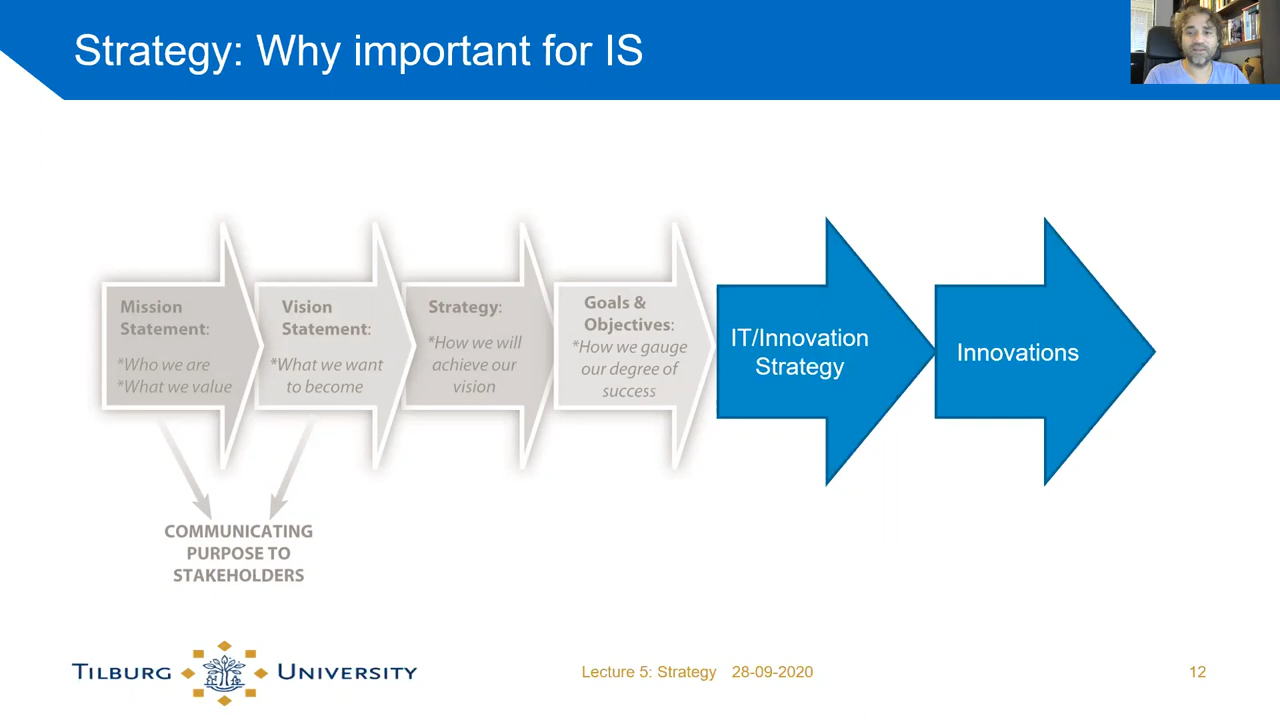 Strategy: Why important for IS
Mission
Statement:
*Who we are
*What we value
Vision
Statement:
*What we want
to become
Strategy:
*How we will
achieve our
vision
Goals &
Objectives:
*How we gauge
our degree of
success
IT/Innovation
Strategy
Innovations
COMMUNICATING
PURPOSE TO
STAKEHOLDERS
TILBURG UNIVERSITY
Lecture 5: Strategy 28-09-2020
12